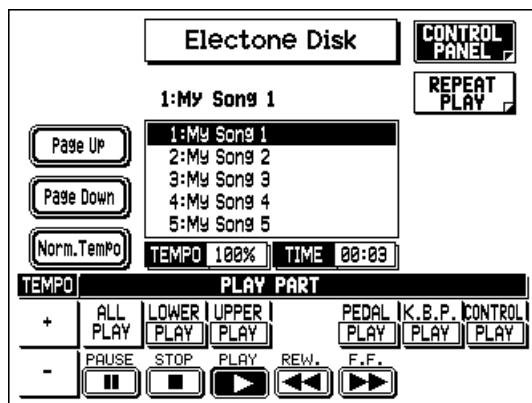 Electone Disk
CONTROL
PANEL
REPEAT
PLAY
1:My Song 1
1:My Song 1
2:My Song 2
3:My Song 3
4:My Song 4
5:My Song 5
Page Up
Page Down
Norm.Tempo
TEMPO 100% TIME 00:03
TEMPO PLAY PART
+ ALL LOWER UPPER PEDAL K.B.P. CONTROL
PLAY PLAY PLAY PLAY PLAY PLAY
- PAUSE STOP PLAY REW. F.F.